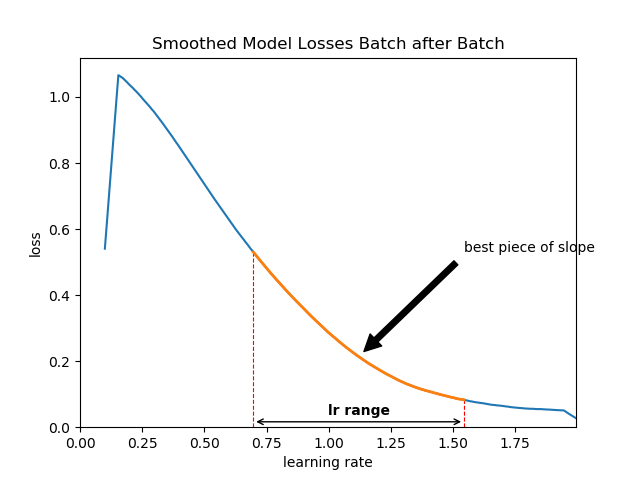 Smoothed Model Losses Batch after Batch
1.0
0.8
0.6
0.4
0.2
0.0
loss
best piece of slope
lr range
0.00 0.25 0.50 0.75 1.00 1.25 1.50 1.75
learning rate